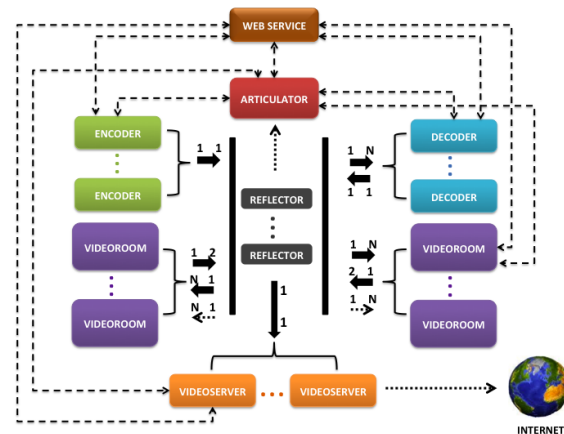 WEB SERVICE
ARTICULATOR
ENCODER
ENCODER
1 1
REFLECTOR
REFLECTOR
1 N
1 1
DECODER
DECODER
VIDEOROOM
VIDEOROOM
1 2
N 1
N 1
1 N
2 1
1 N
VIDEOROOM
VIDEOROOM
1
1
VIDEOSERVER
VIDEOSERVER
INTERNET